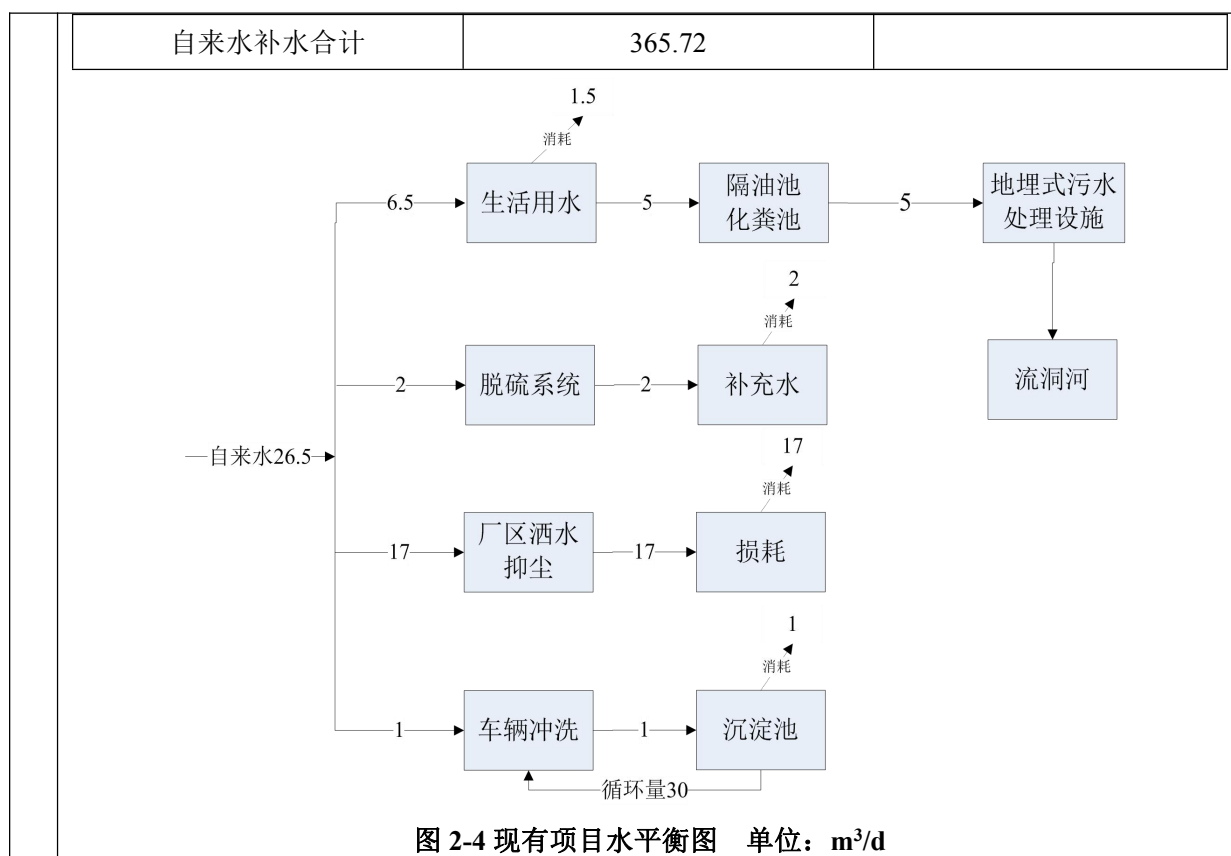 自来水补水合计 365.72
1.5
消耗
6.5 生活用水 5 隔油池 5 地埋式污水
化粪池 处理设施
2
消耗
2 脱硫系统 2 补充水 流洞河
自来水26.5
17
消耗
17 厂区洒水 17 损耗
抑尘
1
消耗
1 车辆冲洗 1 沉淀池
循环量30
图 2-4 现有项目水平衡图 单位：m³/d